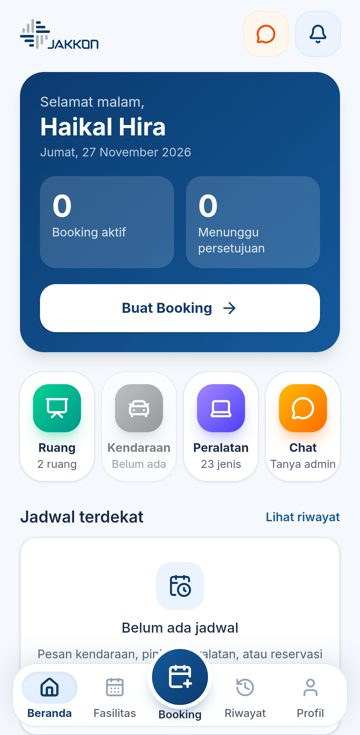 JAKKON
Selamat malam,
Haikal Hira
Jumat, 27 November 2026
0
Booking aktif
0
Menunggu
persetujuan
Buat Booking
Ruang
2 ruang
Kendaraan
Belum ada
Peralatan
23 jenis
Chat
Tanya admin
Jadwal terdekat
Lihat riwayat
Belum ada jadwal
Pesan kendaraan, atau reservasi
Beranda
Fasilitas
Booking
Riwayat
Profil